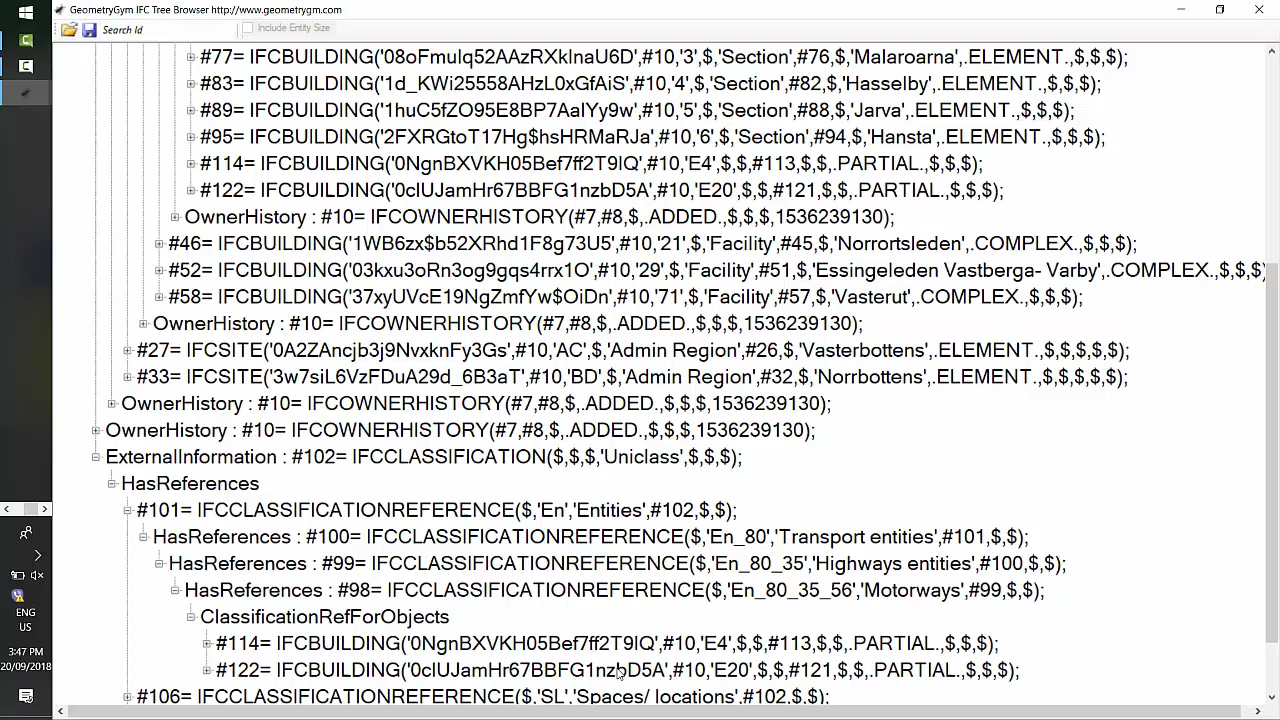 GeometryGym IFC Tree Browser http://www.geometrygym.com
Search Id
Include Entity Size
#77= IFCBUILDING('08oFmulq52AAzRXklnaU6D',#10,'3',$,'Section',#76,$,'Malaroarna',.ELEMENT.,$,$,$);
#83= IFCBUILDING('1d_KWi25558AHzL0xGfAiS',#10,'4',$,'Section',#82,$,'Hasselby',.ELEMENT.,$,$,$);
#89= IFCBUILDING('1huC5fZO95E8BP7AaIYy9w',#10,'5',$,'Section',#88,$,'Jarva',.ELEMENT.,$,$,$);
#95= IFCBUILDING('2FXRGtoT17Hg$hsHRMaRJa',#10,'6',$,'Section',#94,$,'Hansta',.ELEMENT.,$,$,$);
#114= IFCBUILDING('0NgnBXVKH05Bef7ff2T9lQ',#10,'E4',$,$,#113,$,$,.PARTIAL.,$,$,$);
#122= IFCBUILDING('0cIUJamHr67BBFG1nzbD5A',#10,'E20',$,$,#121,$,$,.PARTIAL.,$,$,$);
OwnerHistory : #10= IFCOWNERHISTORY(#7,#8,$,.ADDED.,$,$,$,1536239130);
#46= IFCBUILDING('1WB6zx$b52XRhd1F8g73U5',#10,'21',$,'Facility',#45,$,'Norrortsleden',.COMPLEX.,$,$,$);
#52= IFCBUILDING('03kxu3oRn3og9gqs4rrx1O',#10,'29',$,'Facility',#51,$,'Essingeleden Vastberga- Varby',.COMPLEX.,$,$,$)
#58= IFCBUILDING('37xyUVcE19NgZmfYw$OiDn',#10,'71',$,'Facility',#57,$,'Vasterut',.COMPLEX.,$,$,$);
OwnerHistory : #10= IFCOWNERHISTORY(#7,#8,$,.ADDED.,$,$,$,1536239130);
#27= IFCSITE('0A2ZAncjb3j9NvxknFy3Gs',#10,'AC',$,'Admin Region',#26,$,'Vasterbottens',.ELEMENT.,$,$,$,$,$);
#33= IFCSITE('3w7siL6VzFDuA29d_6B3aT',#10,'BD',$,'Admin Region',#32,$,'Norrbottens',.ELEMENT.,$,$,$,$,$);
OwnerHistory : #10= IFCOWNERHISTORY(#7,#8,$,.ADDED.,$,$,$,1536239130);
OwnerHistory : #10= IFCOWNERHISTORY(#7,#8,$,.ADDED.,$,$,$,1536239130);
ExternalInformation : #102= IFCCLASSIFICATION($,$,$,'Uniclass',$,$,$);
HasReferences
#101= IFCCLASSIFICATIONREFERENCE($,'En','Entities',#102,$,$);
HasReferences : #100= IFCCLASSIFICATIONREFERENCE($,'En_80','Transport entities',#101,$,$);
HasReferences : #99= IFCCLASSIFICATIONREFERENCE($,'En_80_35','Highways entities',#100,$,$);
HasReferences : #98= IFCCLASSIFICATIONREFERENCE($,'En_80_35_56','Motorways',#99,$,$);
ClassificationRefForObjects
#114= IFCBUILDING('0NgnBXVKH05Bef7ff2T9lQ',#10,'E4',$,$,#113,$,$,.PARTIAL.,$,$,$);
#122= IFCBUILDING('0cIUJamHr67BBFG1nzbD5A',#10,'E20',$,$,#121,$,$,.PARTIAL.,$,$,$);
#106= IFCCLASSIFICATIONREFERENCE($,'SL','Spaces/ locations',#102,$,$);
ENG
US
3:47 PM
20/09/2018